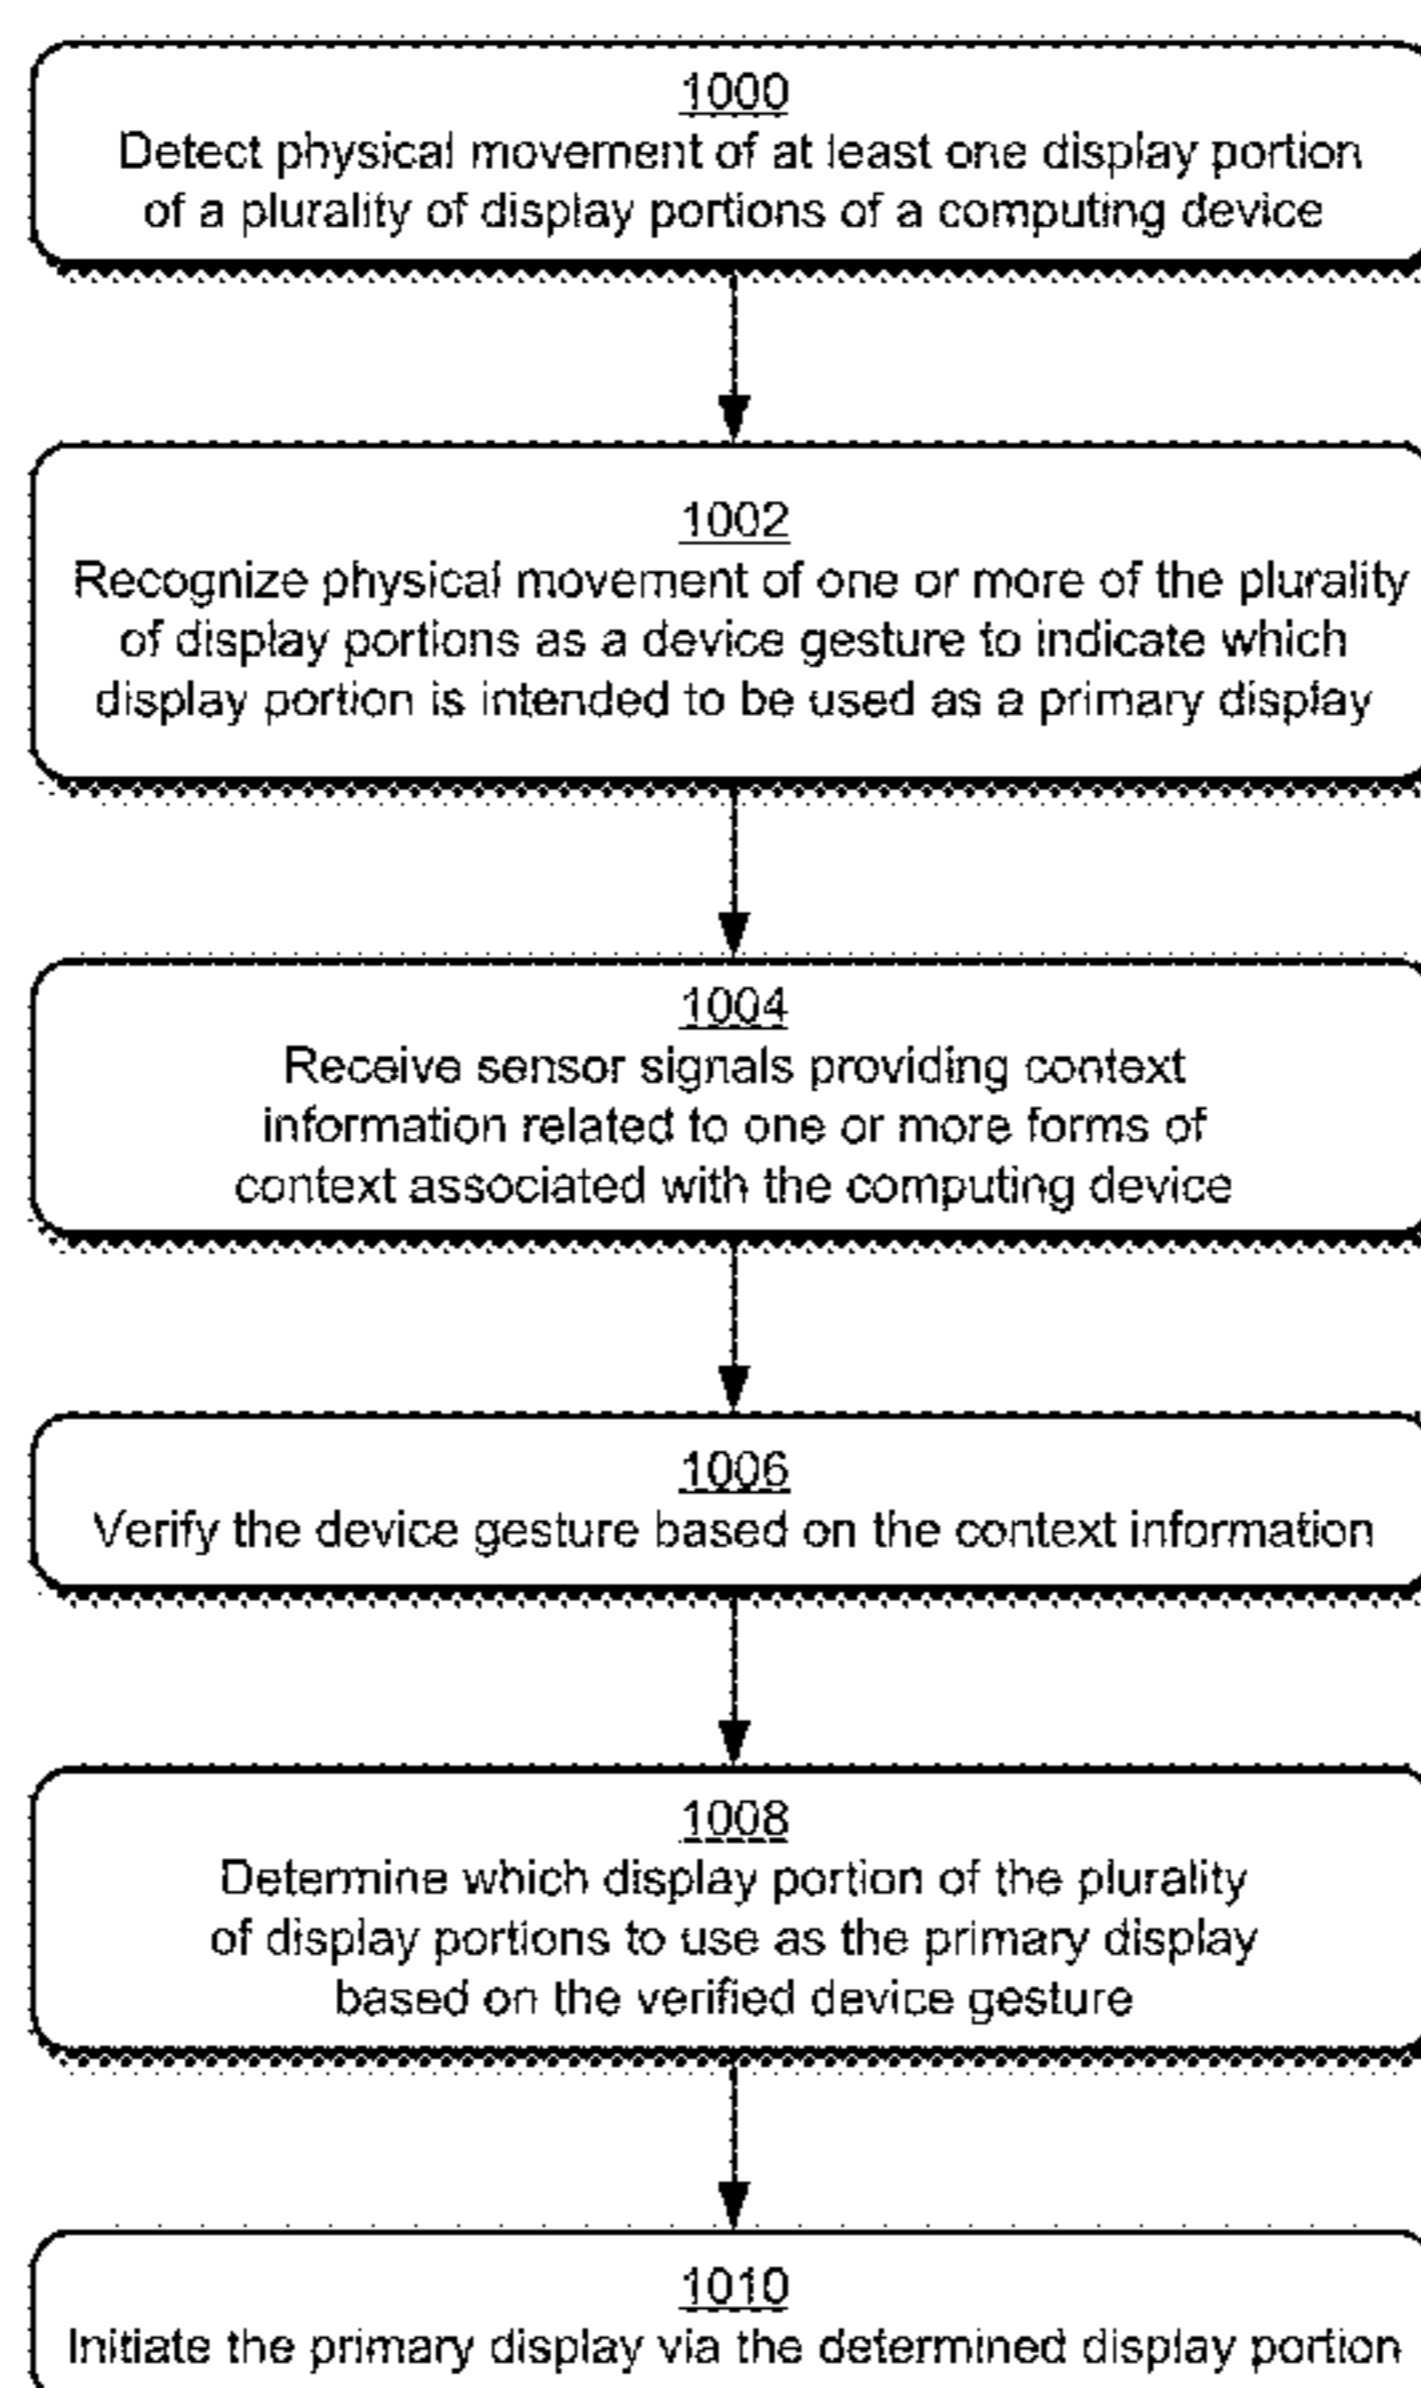 1000
Detect physical movement of at least one display portion
of a plurality of display portions of a computing device
1002
Recognize physical movement of one or more of the plurality
of display portions as a device gesture to indicate which
display portion is intended to be used as a primary display
1004
Receive sensor signals providing context
information related to one or more forms of
context associated with the computing device
1006
Verify the device gesture based on the context information
1008
Determine which display portion of the plurality
of display portions to use as the primary display
based on the verified device gesture
1010
Initiate the primary display via the determined display portion